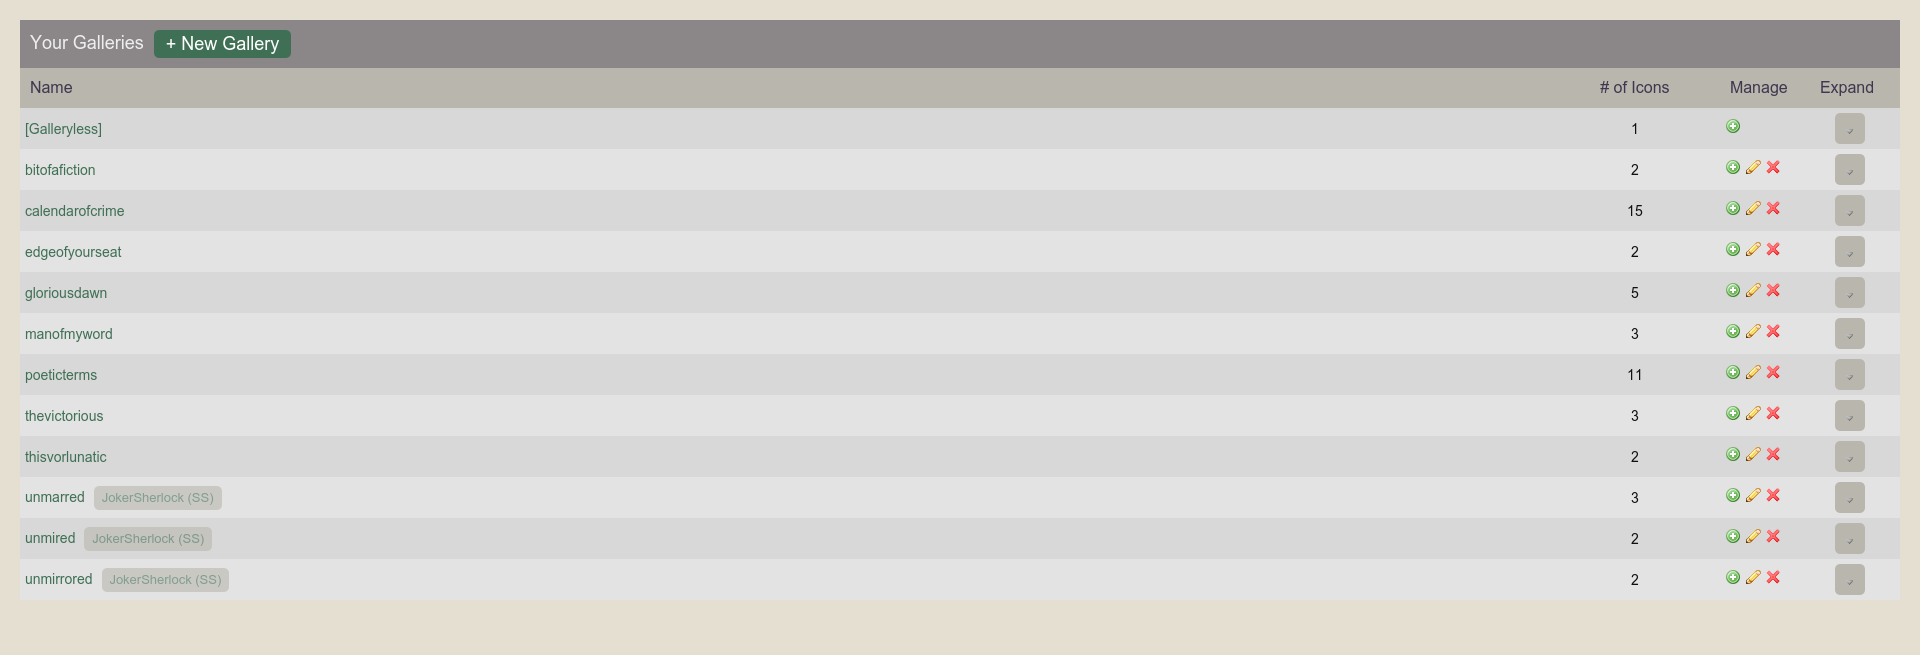 Your Galleries + New Gallery
Name # of Icons Manage Expand
[Galleryless] 1
bitofafiction 2
calendarofcrime 15
edgeofyourseat 2
gloriousdawn 5
manofmyword 3
poeticterms 11
thevictorious 3
thisvorlunatic 2
unmarred JokerSherlock (SS) 3
unmired JokerSherlock (SS) 2
unmirrored JokerSherlock (SS) 2